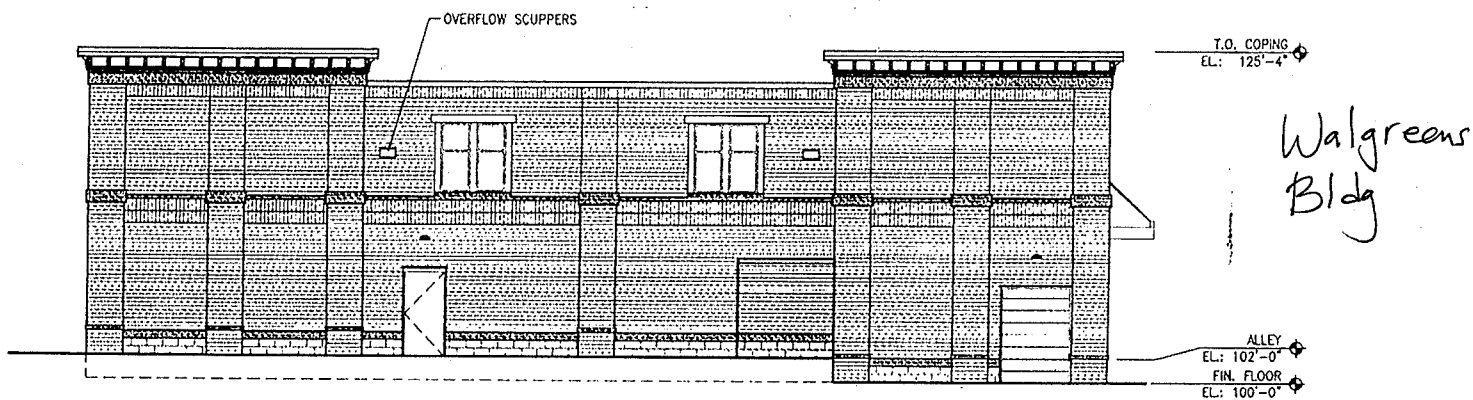 OVERFLOW SCUPPERS
T.O. COPING
EL.: 125'-4"
Walgreens
Bldg
ALLEY
EL.: 102'-0"
FIN. FLOOR
EL.: 100'-0"